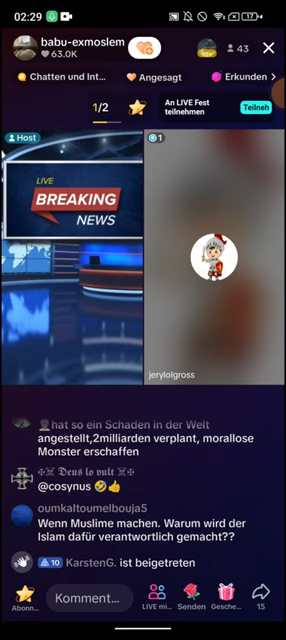 02:29
17
babu-exmoslem
63.0K
10x
43
Chatten und Int...
Angesagt
Erkunden
1/2
An LIVE Fest
teilnehmen
Teilneh
Host
1
LIVE
BREAKING
NEWS
jerylolgross
hat so ein Schaden in der Welt
angestellt,2milliarden verplant, morallose
Monster erschaffen
✠☠ 𝕯𝖊𝖚𝖘 𝖑𝖔 𝖛𝖚𝖑𝖙 ☠✠
@cosynus 🤣👍
oumkaltoumelbouja5
Wenn Muslime machen. Warum wird der
Islam dafür verantwortlich gemacht??
10 KarstenG. ist beigetreten
Abonn...
Komment...
LIVE mi...
Senden
Gesche...
15